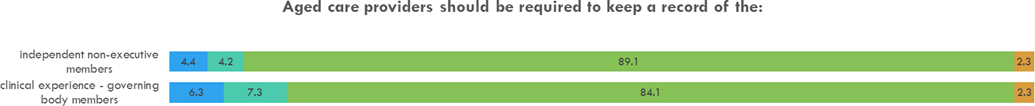 Aged care providers should be required to keep a record of the:
independent non-executive
members
4.4 4.2 89.1 2.3
clinical experience - governing
body members
6.3 7.3 84.1 2.3